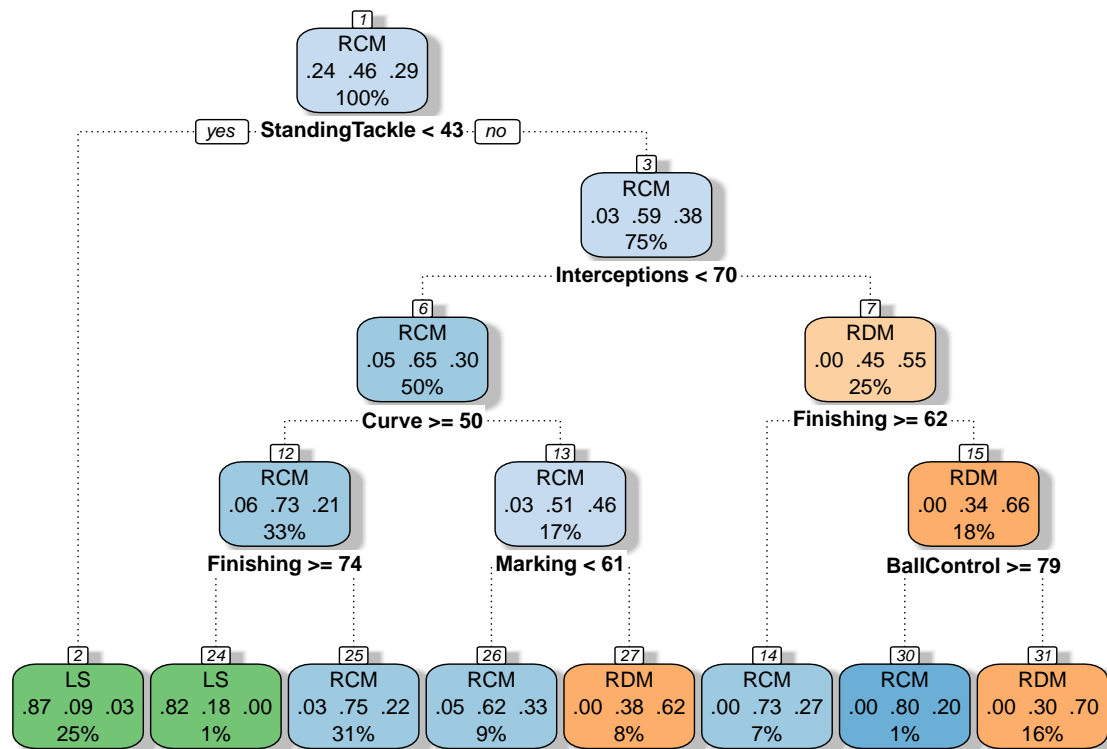 1
RCM
.24 .46 .29
100%
yes StandingTackle < 43 no
3
RCM
.03 .59 .38
75%
Interceptions < 70
6 7
RCM RDM
.05 .65 .30 .00 .45 .55
50% 25%
Curve >= 50 Finishing >= 62
12 13 15
RCM RCM RDM
.06 .73 .21 .03 .51 .46 .00 .34 .66
33% 17% 18%
Finishing >= 74 Marking < 61 BallControl >= 79
2 24 25 26 27 14 30 31
LS LS RCM RCM RDM RCM RCM RDM
.87 .09 .03 .82 .18 .00 .03 .75 .22 .05 .62 .33 .00 .38 .62 .00 .73 .27 .00 .80 .20 .00 .30 .70
25% 1% 31% 9% 8% 7% 1% 16%